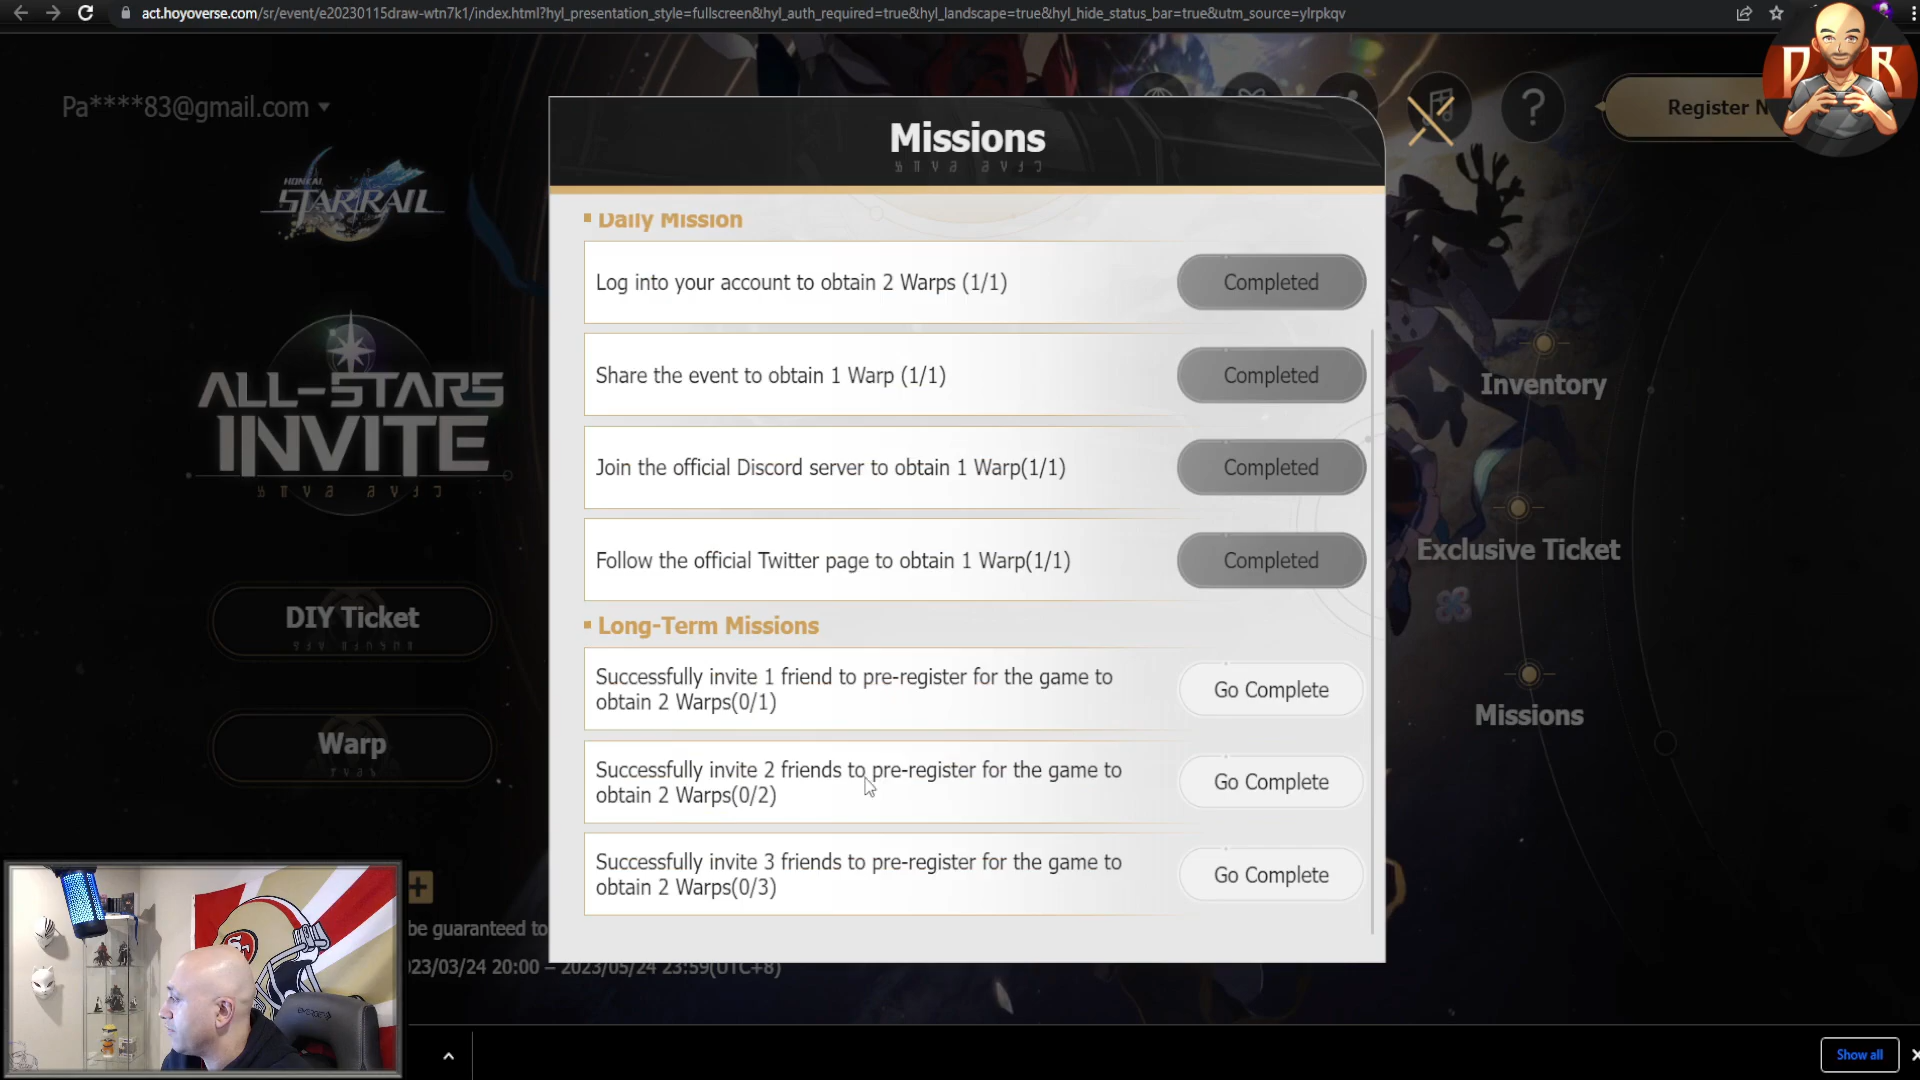 act.hoyoverse.com/sr/event/e20230115draw-wtn7k1/index.html?hyl_presentation_style=fullscreen&hyl_auth_required=true&hyl_landscape=true&hyl_hide_status_bar=true&utm_source=ylrpkqv
Pa****83@gmail.com
Register N
HONKAI
STAR RAIL
ALL-STARS
INVITE
DIY Ticket
Warp
Missions
Daily Mission
Log into your account to obtain 2 Warps (1/1)
Completed
Share the event to obtain 1 Warp (1/1)
Completed
Join the official Discord server to obtain 1 Warp(1/1)
Completed
Follow the official Twitter page to obtain 1 Warp(1/1)
Completed
Long-Term Missions
Successfully invite 1 friend to pre-register for the game to
obtain 2 Warps(0/1)
Go Complete
Successfully invite 2 friends to pre-register for the game to
obtain 2 Warps(0/2)
Go Complete
Successfully invite 3 friends to pre-register for the game to
obtain 2 Warps(0/3)
Go Complete
Inventory
Exclusive Ticket
Missions
be guaranteed to
023/03/24 20:00 – 2023/05/24 23:59(UTC+8)
Show all